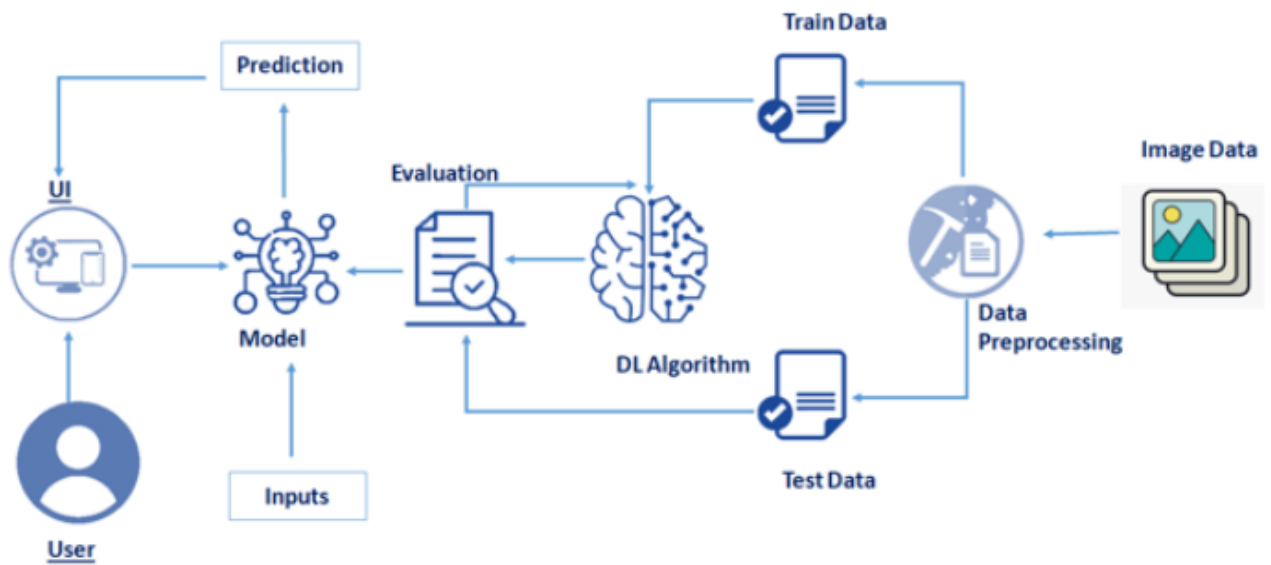 Train Data
Prediction
Image Data
Evaluation
UI
Data
Preprocessing
Model
DL Algorithm
Test Data
Inputs
User